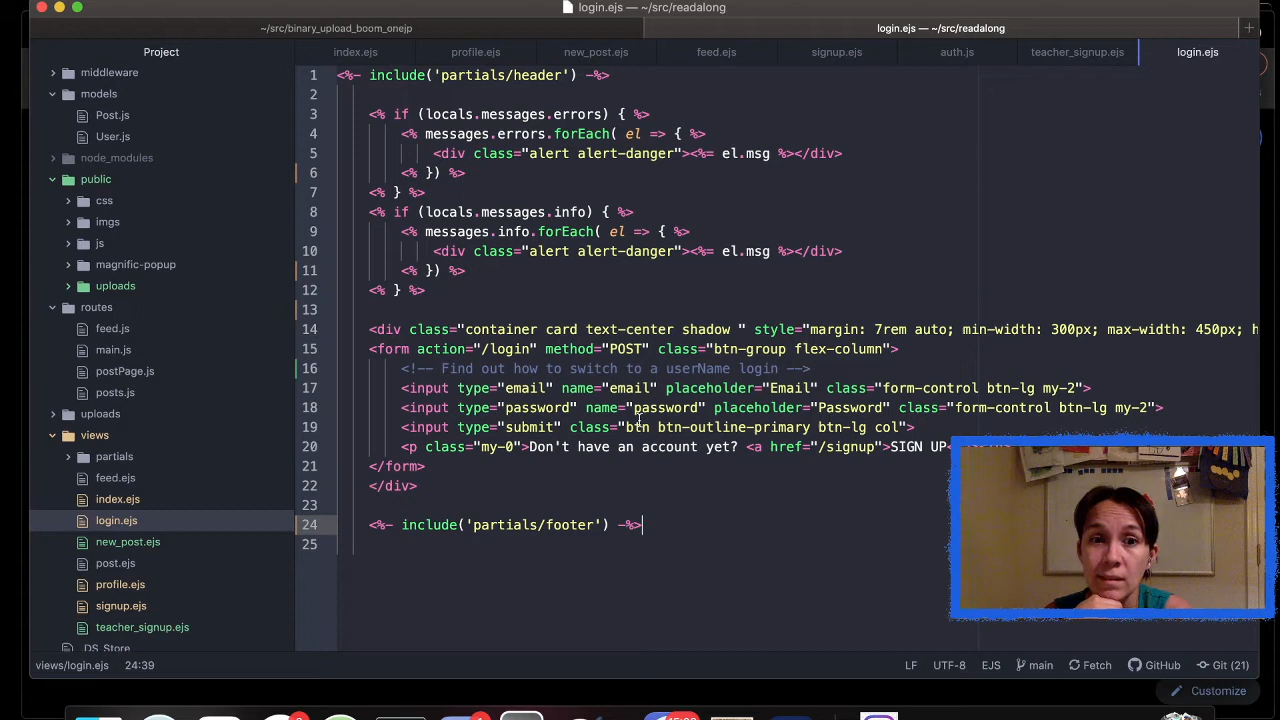 login.ejs — ~/src/readalong
~/src/binary_upload_boom_onejp
login.ejs — ~/src/readalong
Project
index.ejs
profile.ejs
new_post.ejs
feed.ejs
signup.ejs
auth.js
teacher_signup.ejs
login.ejs
middleware
models
Post.js
User.js
node_modules
public
css
imgs
js
magnific-popup
uploads
routes
feed.js
main.js
postPage.js
posts.js
uploads
views
partials
feed.ejs
index.ejs
login.ejs
new_post.ejs
post.ejs
profile.ejs
signup.ejs
teacher_signup.ejs
.DS_Store
1 <%- include('partials/header') -%>
2
3 <% if (locals.messages.errors) { %>
4 <% messages.errors.forEach( el => { %>
5 <div class="alert alert-danger"><%= el.msg %></div>
6 <% }) %>
7 <% } %>
8 <% if (locals.messages.info) { %>
9 <% messages.info.forEach( el => { %>
10 <div class="alert alert-danger"><%= el.msg %></div>
11 <% }) %>
12 <% } %>
13
14 <div class="container card text-center shadow " style="margin: 7rem auto; min-width: 300px; max-width: 450px; h
15 <form action="/login" method="POST" class="btn-group flex-column">
16 <!-- Find out how to switch to a userName login -->
17 <input type="email" name="email" placeholder="Email" class="form-control btn-lg my-2">
18 <input type="password" name="password" placeholder="Password" class="form-control btn-lg my-2">
19 <input type="submit" class="btn btn-outline-primary btn-lg col">
20 <p class="my-0">Don't have an account yet? <a href="/signup">SIGN UP
21 </form>
22 </div>
23
24 <%- include('partials/footer') -%>
25
views/login.ejs 24:39
LF UTF-8 EJS main Fetch GitHub Git (21)
Customize